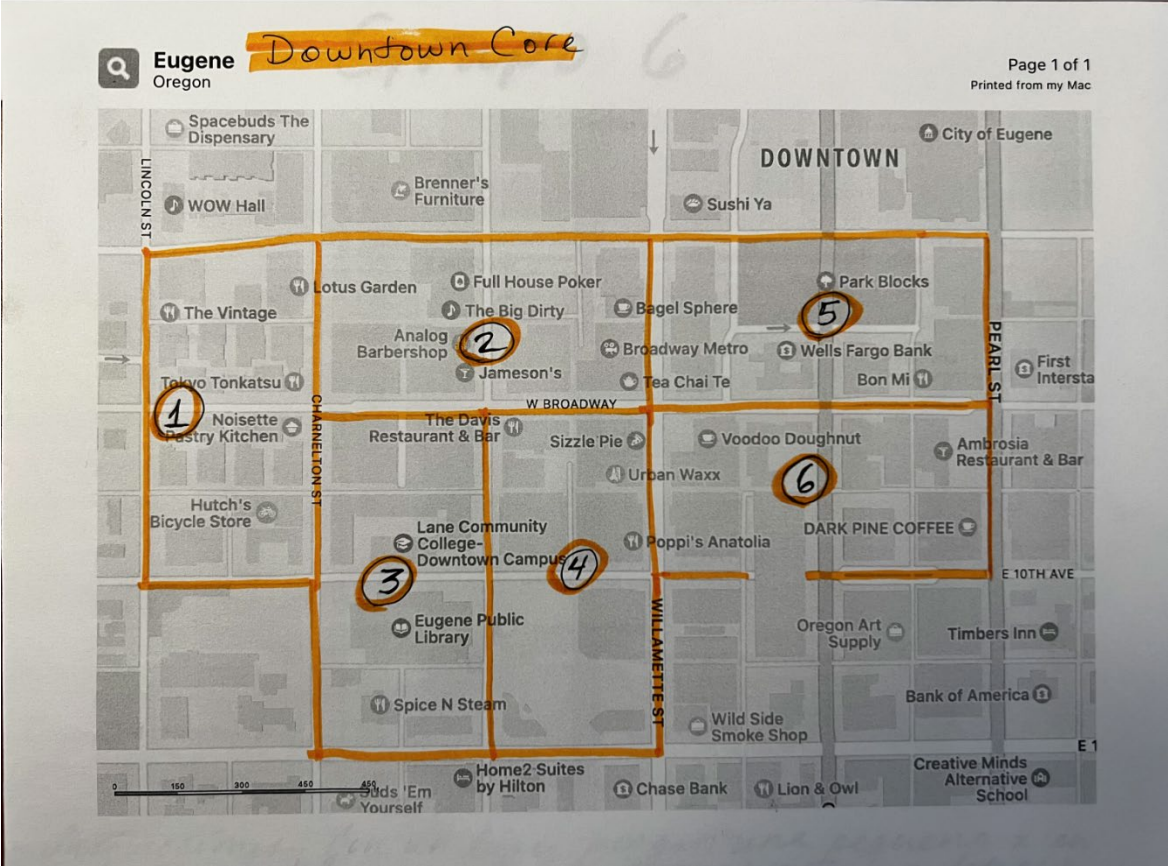 Downtown Core
Eugene
Oregon
Page 1 of 1
Printed from my Mac
Spacebuds The
Dispensary
City of Eugene
DOWNTOWN
LINCOLN ST
Brenner's
Furniture
WOW Hall
Sushi Ya
Lotus Garden
Full House Poker
Park Blocks
The Vintage
The Big Dirty
Bagel Sphere
5
Analog
Barbershop
2
Broadway Metro
Wells Fargo Bank
PEARL ST
First
Intersta
Tokyo Tonkatsu
Jameson's
Tea Chai Te
Bon Mi
1
W BROADWAY
CHARNELTON ST
Noisette
Pastry Kitchen
The Davis
Restaurant & Bar
Sizzle Pie
Voodoo Doughnut
Ambrosia
Restaurant & Bar
Urban Waxx
6
Hutch's
Bicycle Store
Lane Community
College-
Downtown Campus
Poppi's Anatolia
DARK PINE COFFEE
3
4
E 10TH AVE
Eugene Public
Library
WILLAMETTE ST
Oregon Art
Supply
Timbers Inn
Spice N Steam
Bank of America
Wild Side
Smoke Shop
E 1
Home2 Suites
by Hilton
Chase Bank
Lion & Owl
Creative Minds
Alternative
School
0 150 300 450 450
Suds 'Em
Yourself